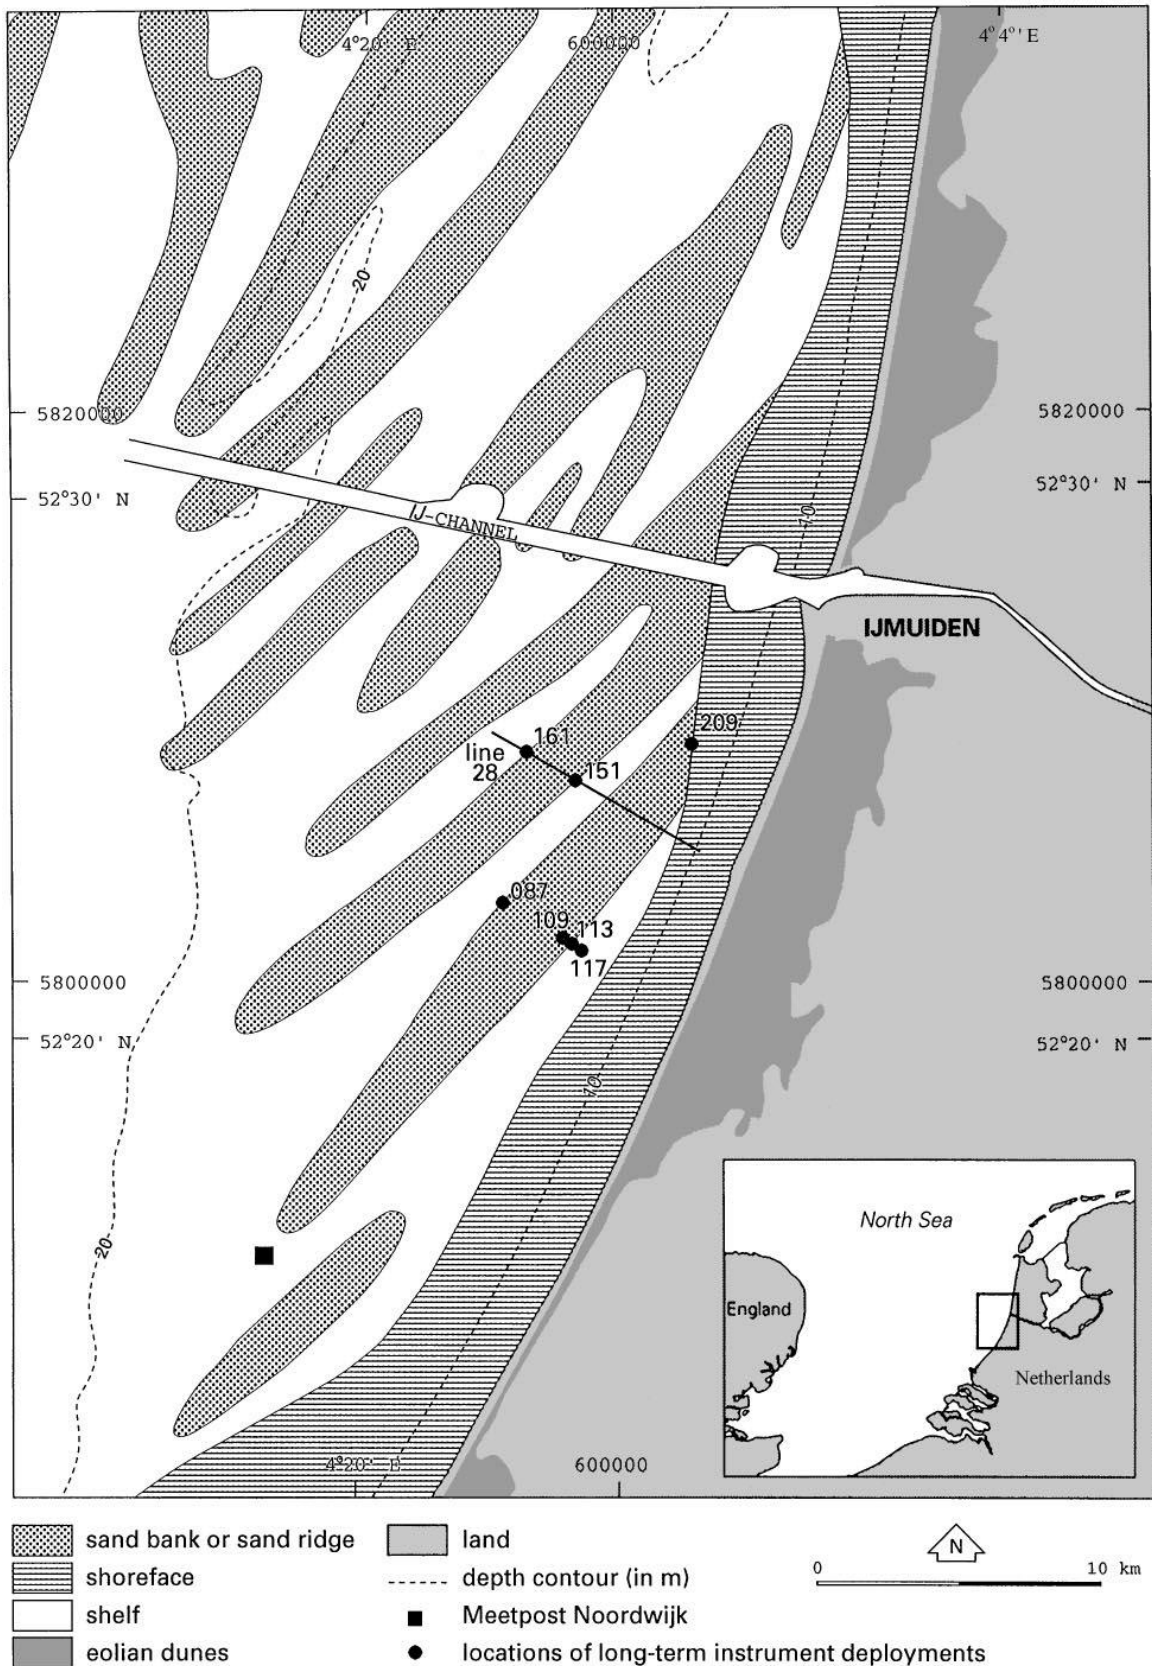 4°20' E
600000
4°4°'E
20
5820000
5820000
52°30' N
52°30' N
IJ-CHANNEL
10
IJMUIDEN
209
161
line
28
151
087
109
113
117
5800000
5800000
52°20' N
52°20' N
10
North Sea
20
England
Netherlands
4°20' E
600000
sand bank or sand ridge
land
N
0
10 km
shoreface
depth contour (in m)
shelf
Meetpost Noordwijk
eolian dunes
locations of long-term instrument deployments